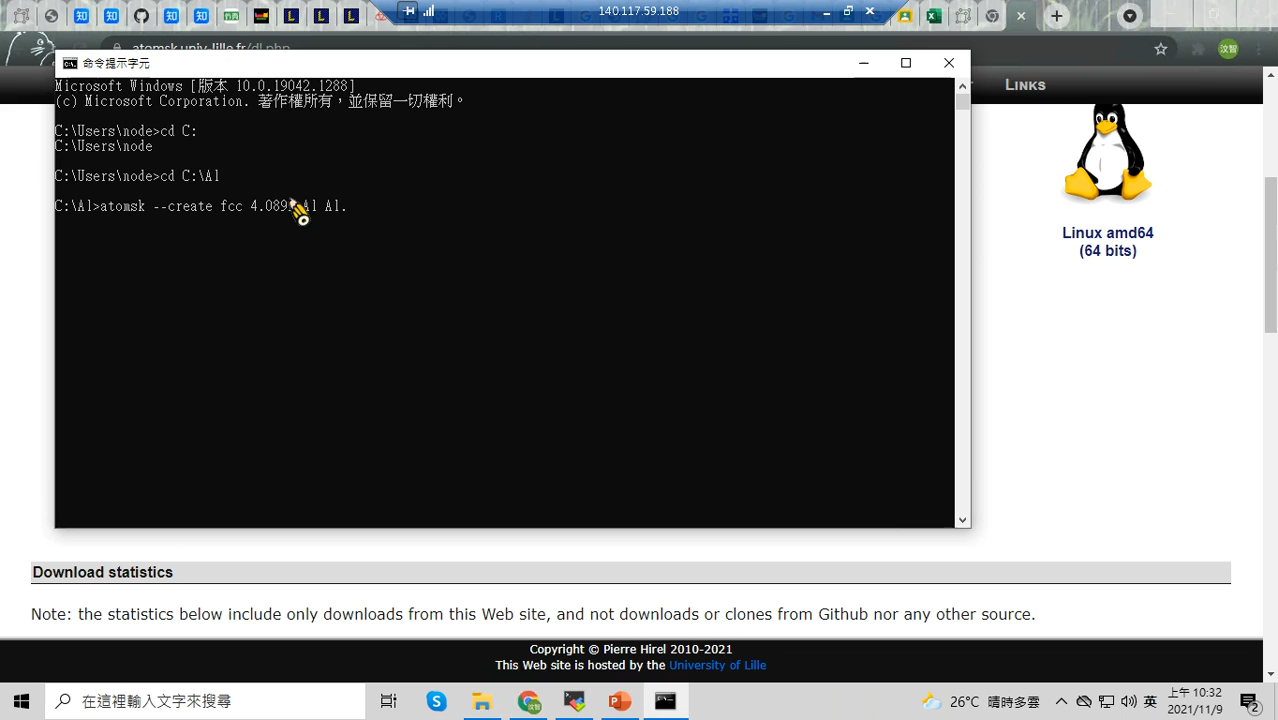 140.117.59.188
atomsk.univ-lille.fr/dl.php
命令提示字元
Microsoft Windows [版本 10.0.19042.1288]
(c) Microsoft Corporation. 著作權所有，並保留一切權利。
C:\Users\node>cd C:
C:\Users\node
C:\Users\node>cd C:\Al
C:\Al>atomsk --create fcc 4.089 Al Al.
LINKS
Linux amd64
(64 bits)
Download statistics
Note: the statistics below include only downloads from this Web site, and not downloads or clones from Github nor any other source.
Copyright © Pierre Hirel 2010-2021
This Web site is hosted by the University of Lille
在這裡輸入文字來搜尋
26°C 晴時多雲
英
上午 10:32
2021/11/9
2